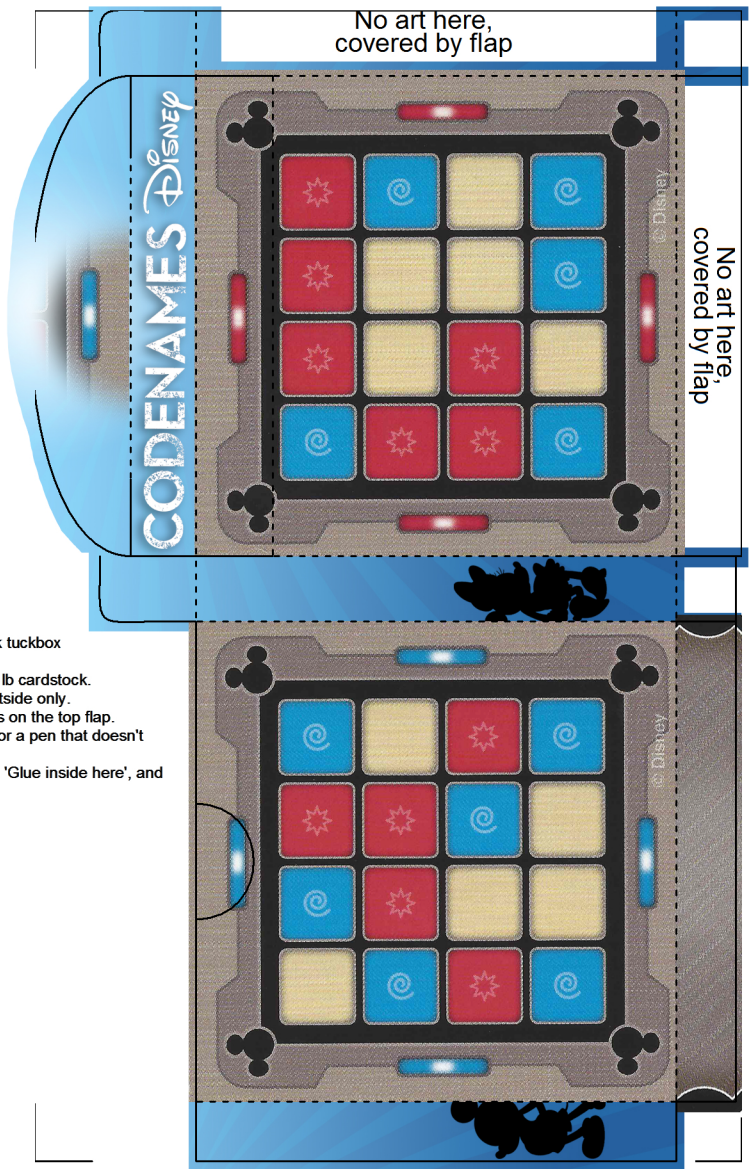 No art here,
covered by flap
CODENAMES DISNEY
© Disney
No art here,
covered by flap
tuckbox
lb cardstock.
tside only.
s on the top flap.
or a pen that doesn't
'Glue inside here', and
© Disney